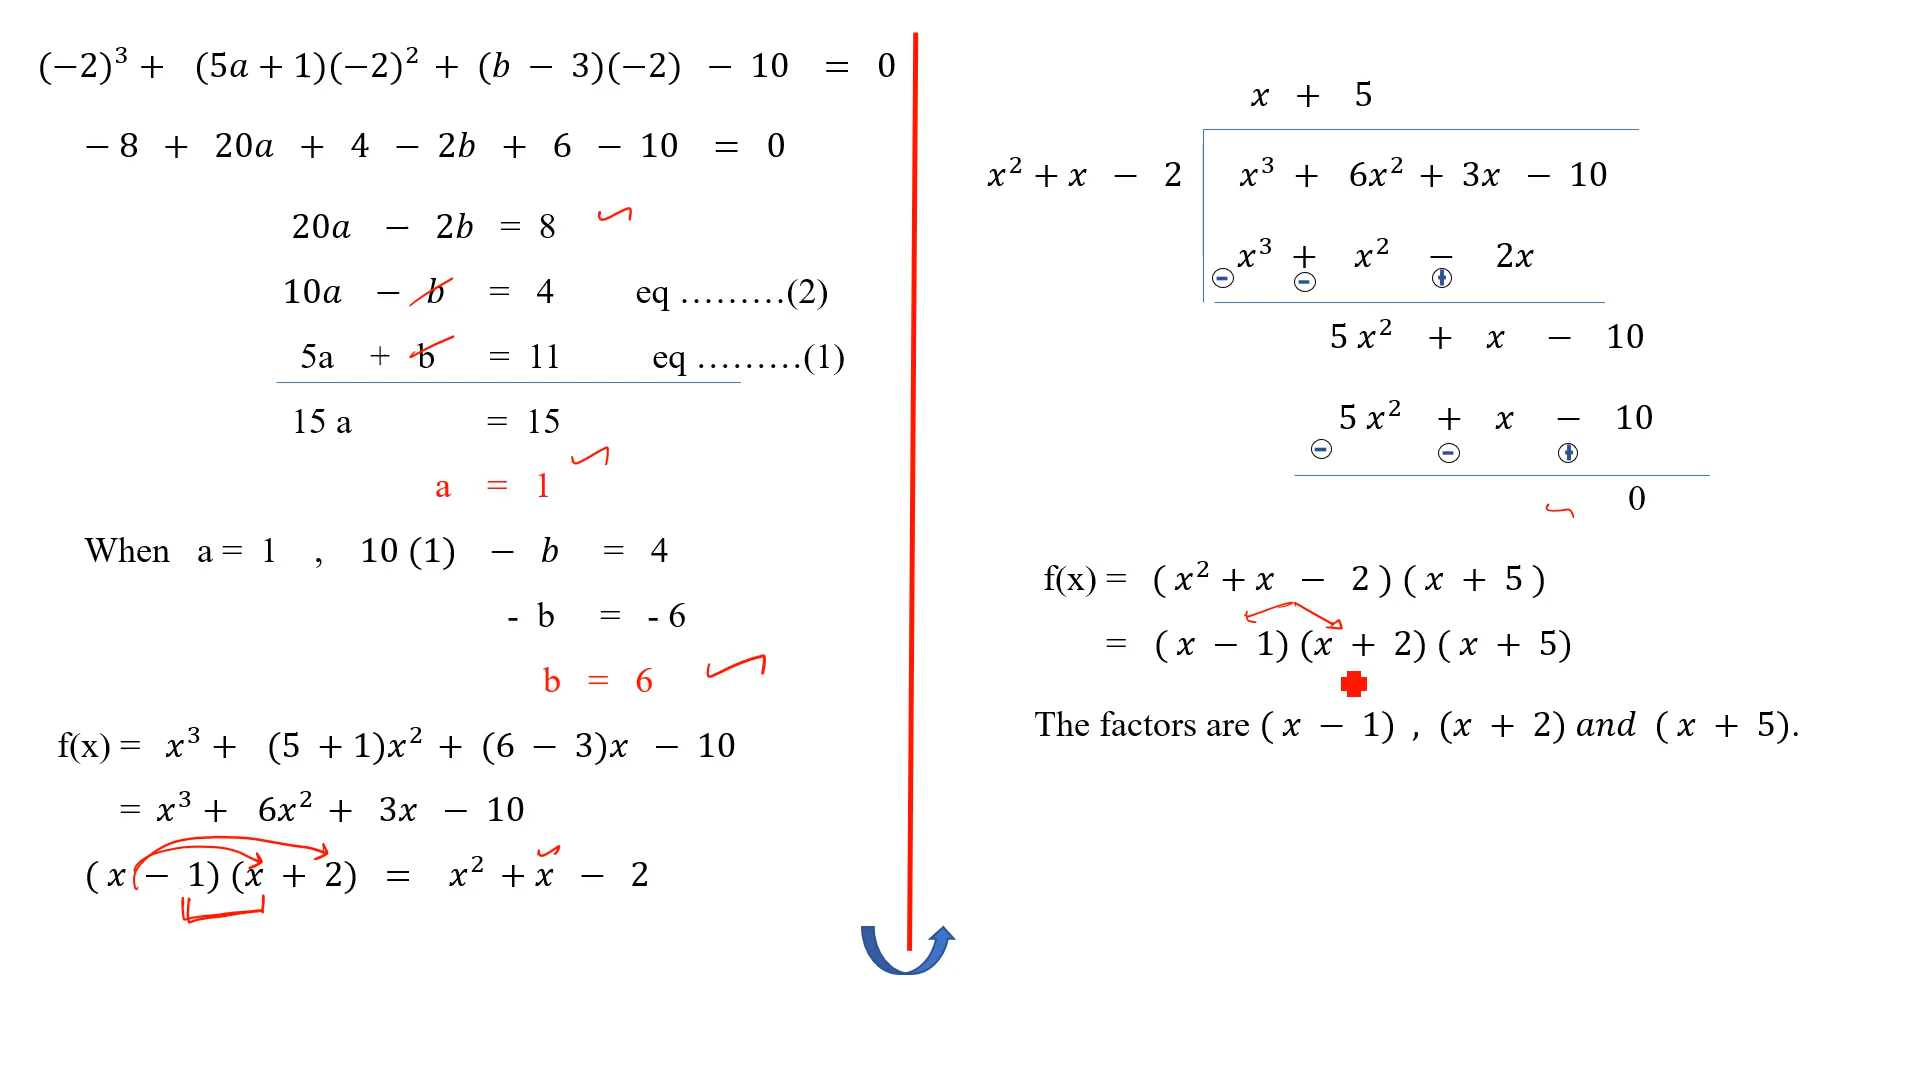 (−2)³ + (5a + 1)(−2)² + (b − 3)(−2) − 10 = 0
− 8 + 20a + 4 − 2b + 6 − 10 = 0
20a − 2b = 8
10a − b = 4 eq .........(2)
5a + b = 11 eq .........(1)
15 a = 15
a = 1
When a = 1 , 10 (1) − b = 4
- b = - 6
b = 6
f(x) = x³ + (5 + 1)x² + (6 − 3)x − 10
= x³ + 6x² + 3x − 10
( x − 1) (x + 2) = x² + x − 2
x + 5
x² + x − 2 x³ + 6x² + 3x − 10
x³ + x² − 2x
⊖ ⊖ ⊕
5 x² + x − 10
5 x² + x − 10
⊖ ⊖ ⊕
0
f(x) = ( x² + x − 2 ) ( x + 5 )
= ( x − 1) (x + 2) ( x + 5)
The factors are ( x − 1) , (x + 2) and ( x + 5).